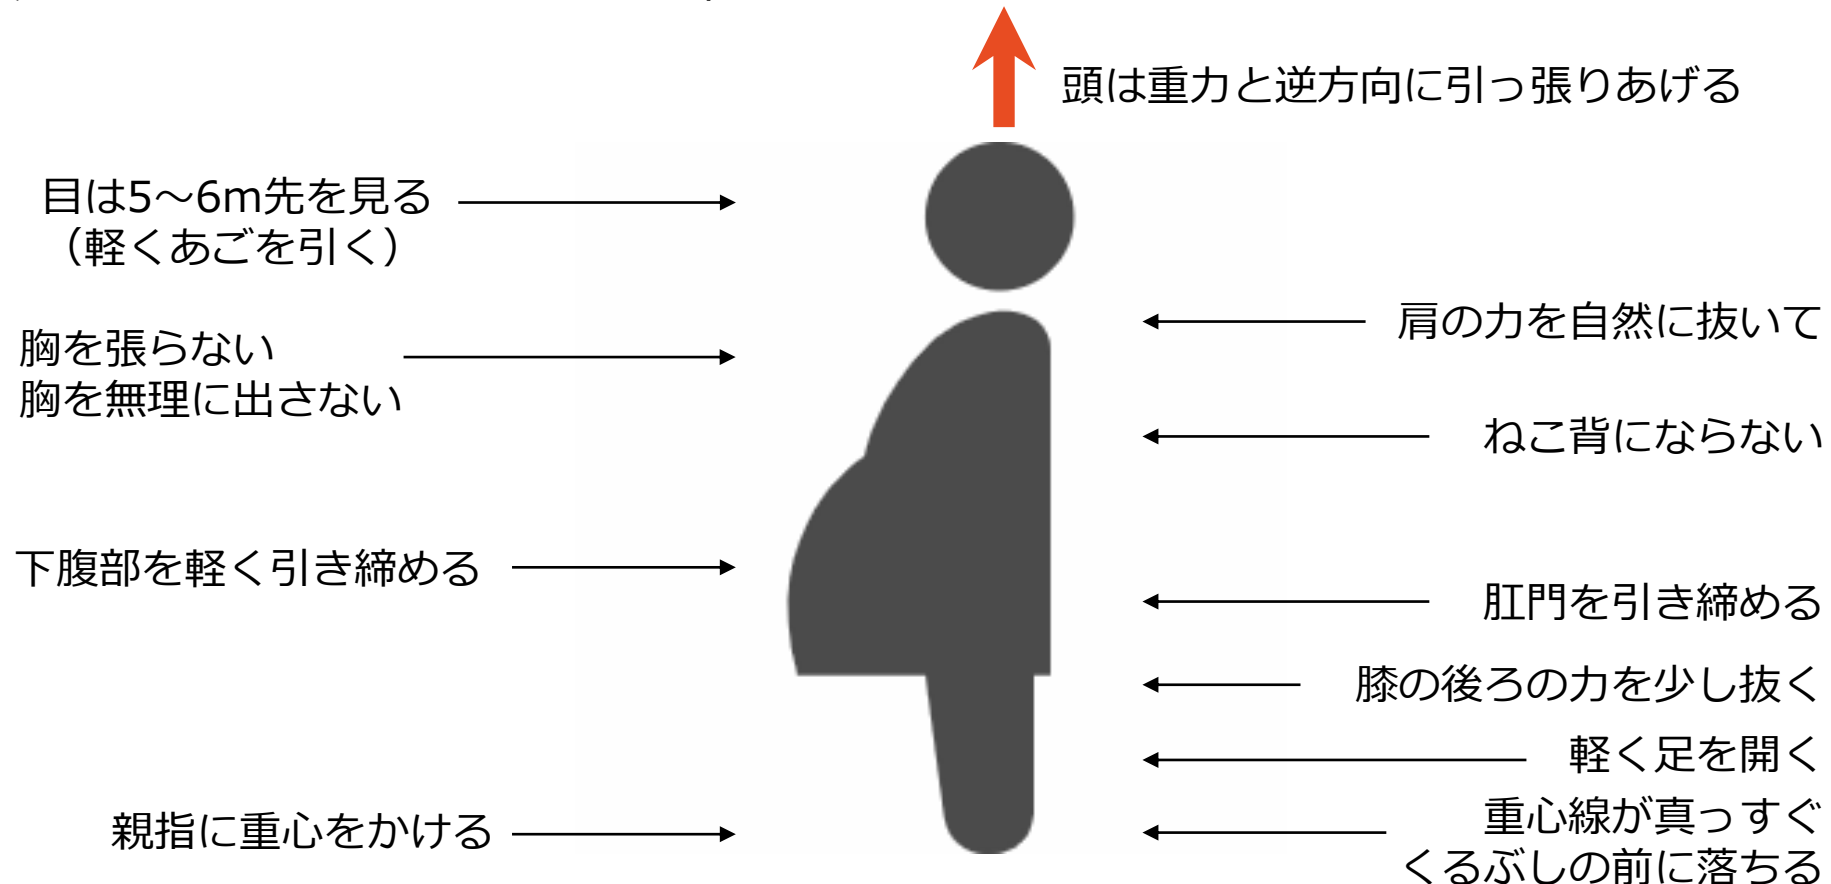 頭は重力と逆方向に引っ張りあげる
目は5～6m先を見る
（軽くあごを引く）
肩の力を自然に抜いて
胸を張らない
胸を無理に出さない
ねこ背にならない
下腹部を軽く引き締める
肛門を引き締める
膝の後ろの力を少し抜く
軽く足を開く
親指に重心をかける
重心線が真っすぐ
くるぶしの前に落ちる